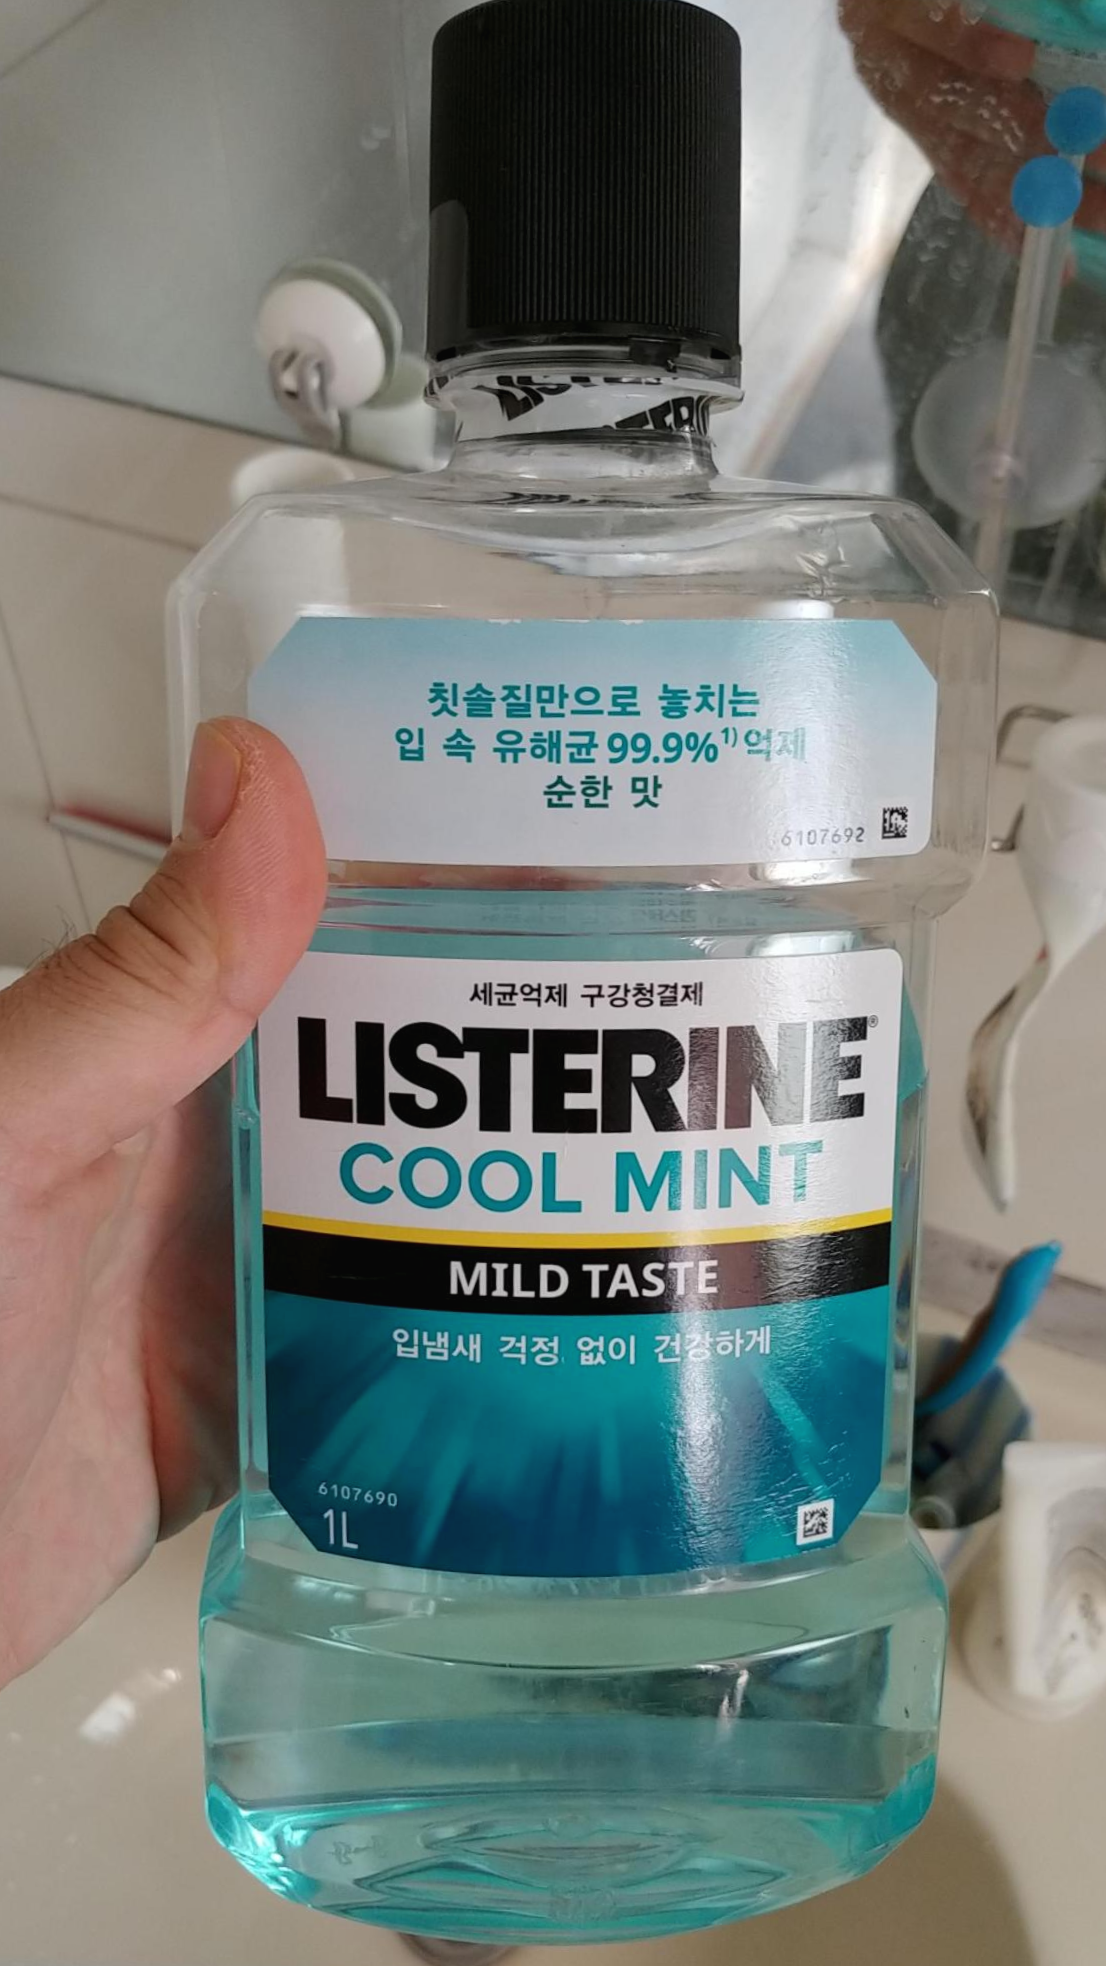 칫솔질만으로 놓치는
입 속 유해균 99.9%¹⁾ 억제
순한 맛
6107692
세균억제 구강청결제
LISTERINE®
COOL MINT
MILD TASTE
입냄새 걱정 없이 건강하게
6107690
1L